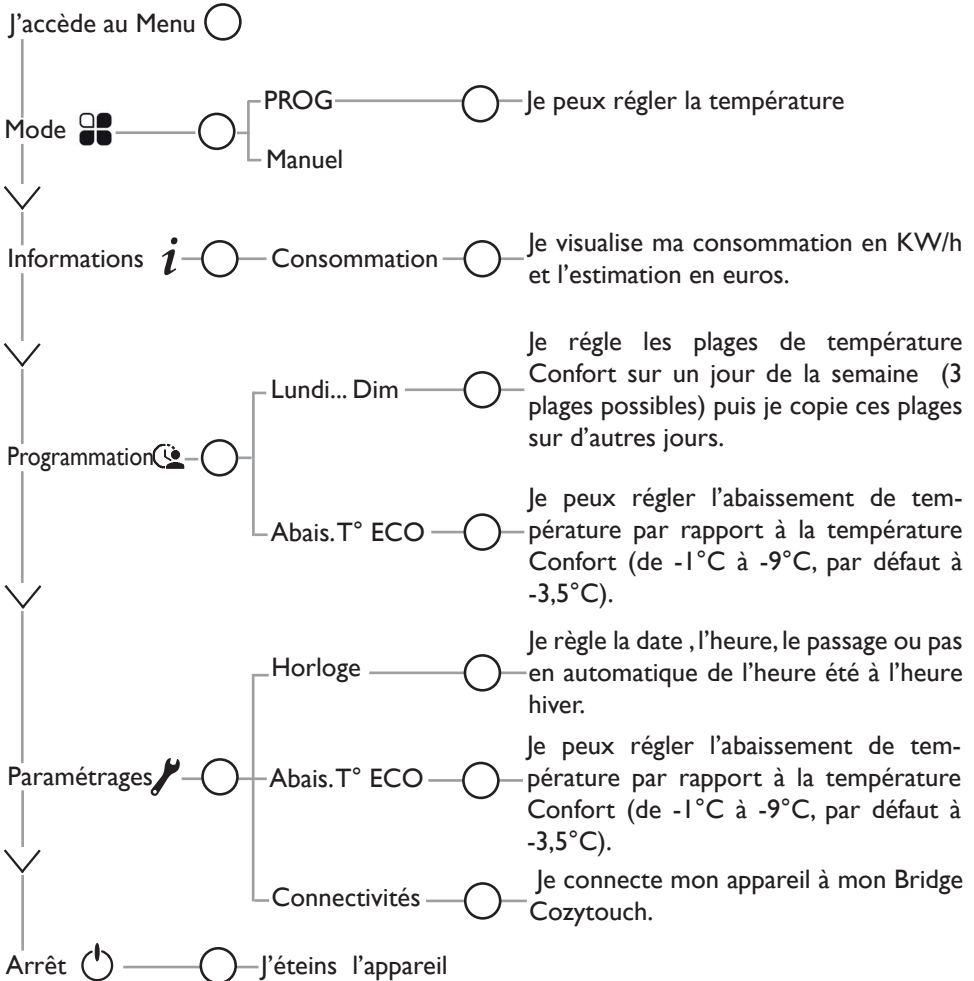 J’accède au Menu
Mode
PROG
Je peux régler la température
Manuel
Informations
i
Consommation
Je visualise ma consommation en KW/h
et l’estimation en euros.
Programmation
Lundi... Dim
Je régle les plages de température
Confort sur un jour de la semaine (3
plages possibles) puis je copie ces plages
sur d’autres jours.
Abais.T° ECO
Je peux régler l’abaissement de tem-
pérature par rapport à la température
Confort (de -1°C à -9°C, par défaut à
-3,5°C).
Paramétrages
Horloge
Je règle la date , l’heure, le passage ou pas
en automatique de l’heure été à l’heure
hiver.
Abais.T° ECO
Je peux régler l’abaissement de tem-
pérature par rapport à la température
Confort (de -1°C à -9°C, par défaut à
-3,5°C).
Connectivités
Je connecte mon appareil à mon Bridge
Cozytouch.
Arrêt
J’éteins l’appareil